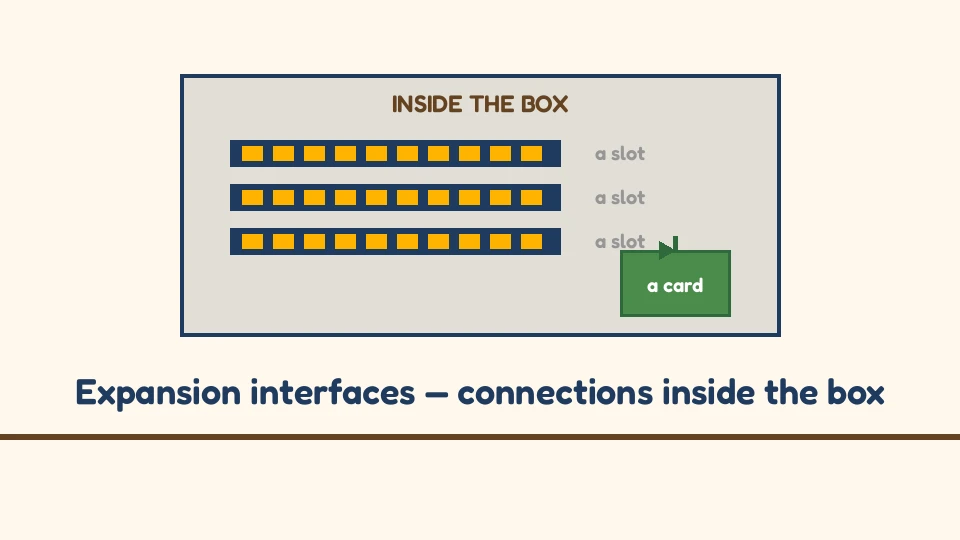 INSIDE THE BOX
a slot
a slot
a slot
a card
Expansion interfaces — connections inside the box